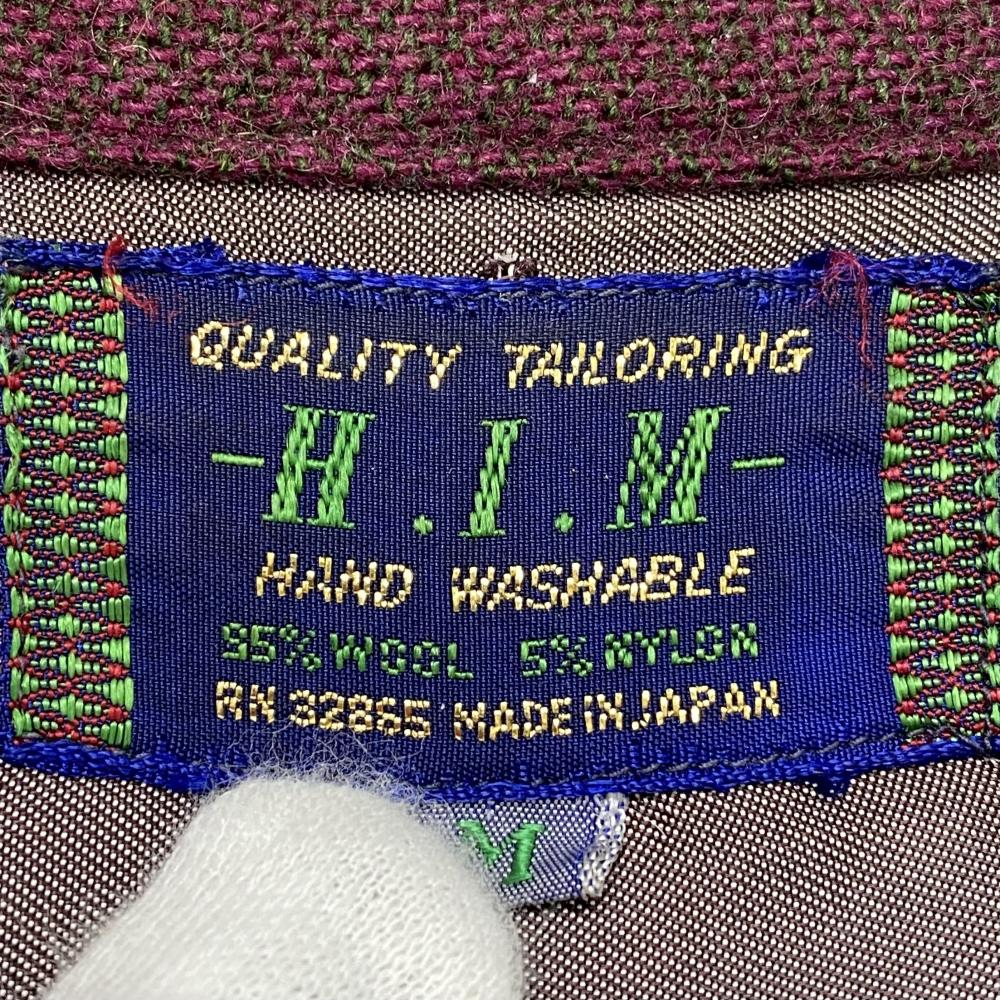 QUALITY TAILORING
-H.I.M-
HAND WASHABLE
95% WOOL 5% NYLON
RN 32865 MADE IN JAPAN
M